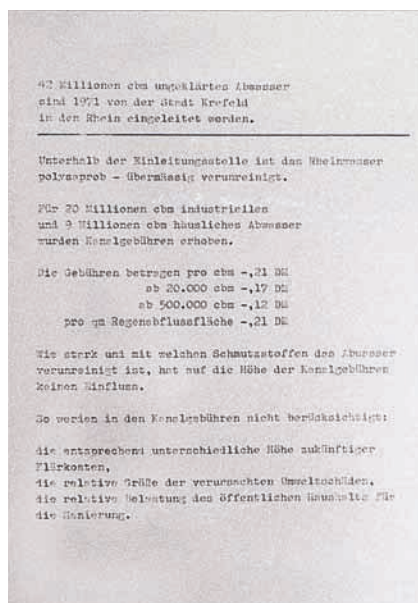 42 Millionen cbm ungeklärtes Abwasser
sind 1971 von der Stadt Krefeld
in den Rhein eingeleitet worden.
Unterhalb der Einleitungsstelle ist das Rheinwasser
polysaprob - übermässig verunreinigt.
Für 20 Millionen cbm industrielles
und 9 Millionen cbm häusliches Abwasser
wurden Kanalgebühren erhoben.
Die Gebühren betragen pro cbm -,21 DM
ab 20.000 cbm -,17 DM
ab 500.000 cbm -,12 DM
pro qm Regenabflussfläche -,21 DM
Wie stark und mit welchen Schmutzstoffen das Abwasser
verunreinigt ist, hat auf die Höhe der Kanalgebühren
keinen Einfluss.
So werden in den Kanalgebühren nicht berücksichtigt:
die entsprechend unterschiedliche Höhe zukünftiger
Klärkosten,
die relative Größe der verursachten Umweltschäden,
die relative Belastung des öffentlichen Haushalts für
die Sanierung.